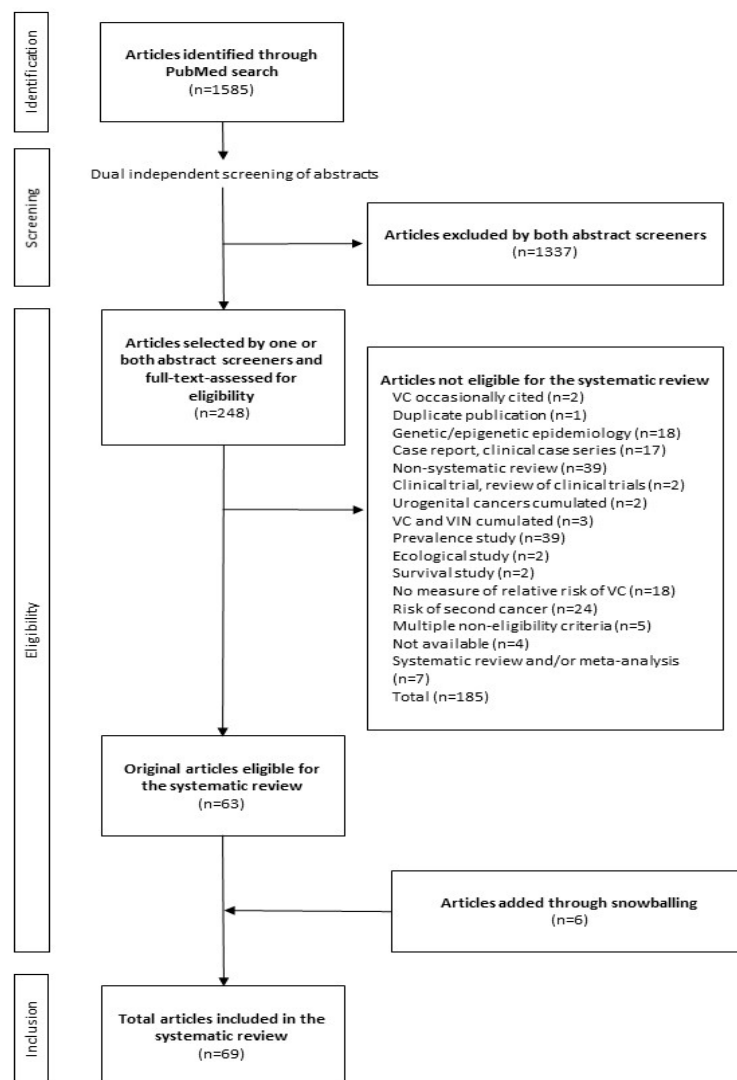 Identification
Articles identified through
PubMed search
(n=1585)
Screening
Dual independent screening of abstracts
Articles excluded by both abstract screeners
(n=1337)
Eligibility
Articles selected by one or
both abstract screeners and
full-text-assessed for
eligibility
(n=248)
Articles not eligible for the systematic review
VC occasionally cited (n=2)
Duplicate publication (n=1)
Genetic/epigenetic epidemiology (n=18)
Case report, clinical case series (n=17)
Non-systematic review (n=39)
Clinical trial, review of clinical trials (n=2)
Urogenital cancers cumulated (n=2)
VC and VIN cumulated (n=3)
Prevalence study (n=39)
Ecological study (n=2)
Survival study (n=2)
No measure of relative risk of VC (n=18)
Risk of second cancer (n=24)
Multiple non-eligibility criteria (n=5)
Not available (n=4)
Systematic review and/or meta-analysis
(n=7)
Total (n=185)
Original articles eligible for
the systematic review
(n=63)
Articles added through snowballing
(n=6)
Inclusion
Total articles included in the
systematic review
(n=69)